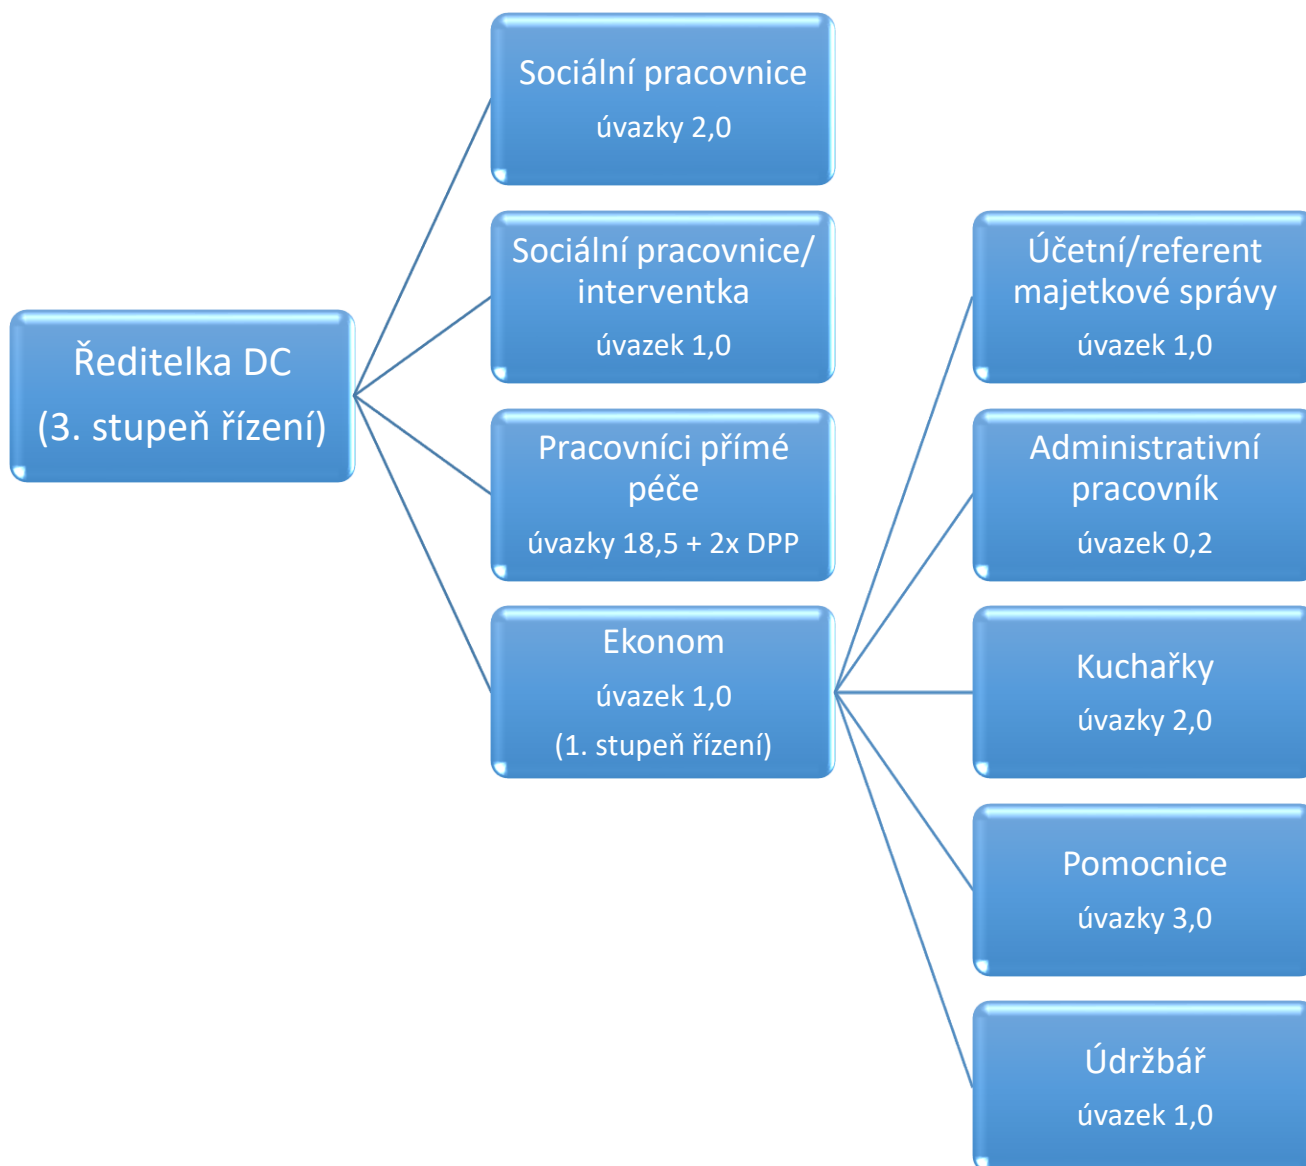 Ředitelka DC
(3. stupeň řízení)
Sociální pracovnice
úvazky 2,0
Sociální pracovnice/
interventka
úvazek 1,0
Pracovníci přímé
péče
úvazky 18,5 + 2x DPP
Ekonom
úvazek 1,0
(1. stupeň řízení)
Účetní/referent
majetkové správy
úvazek 1,0
Administrativní
pracovník
úvazek 0,2
Kuchařky
úvazky 2,0
Pomocnice
úvazky 3,0
Údržbář
úvazek 1,0